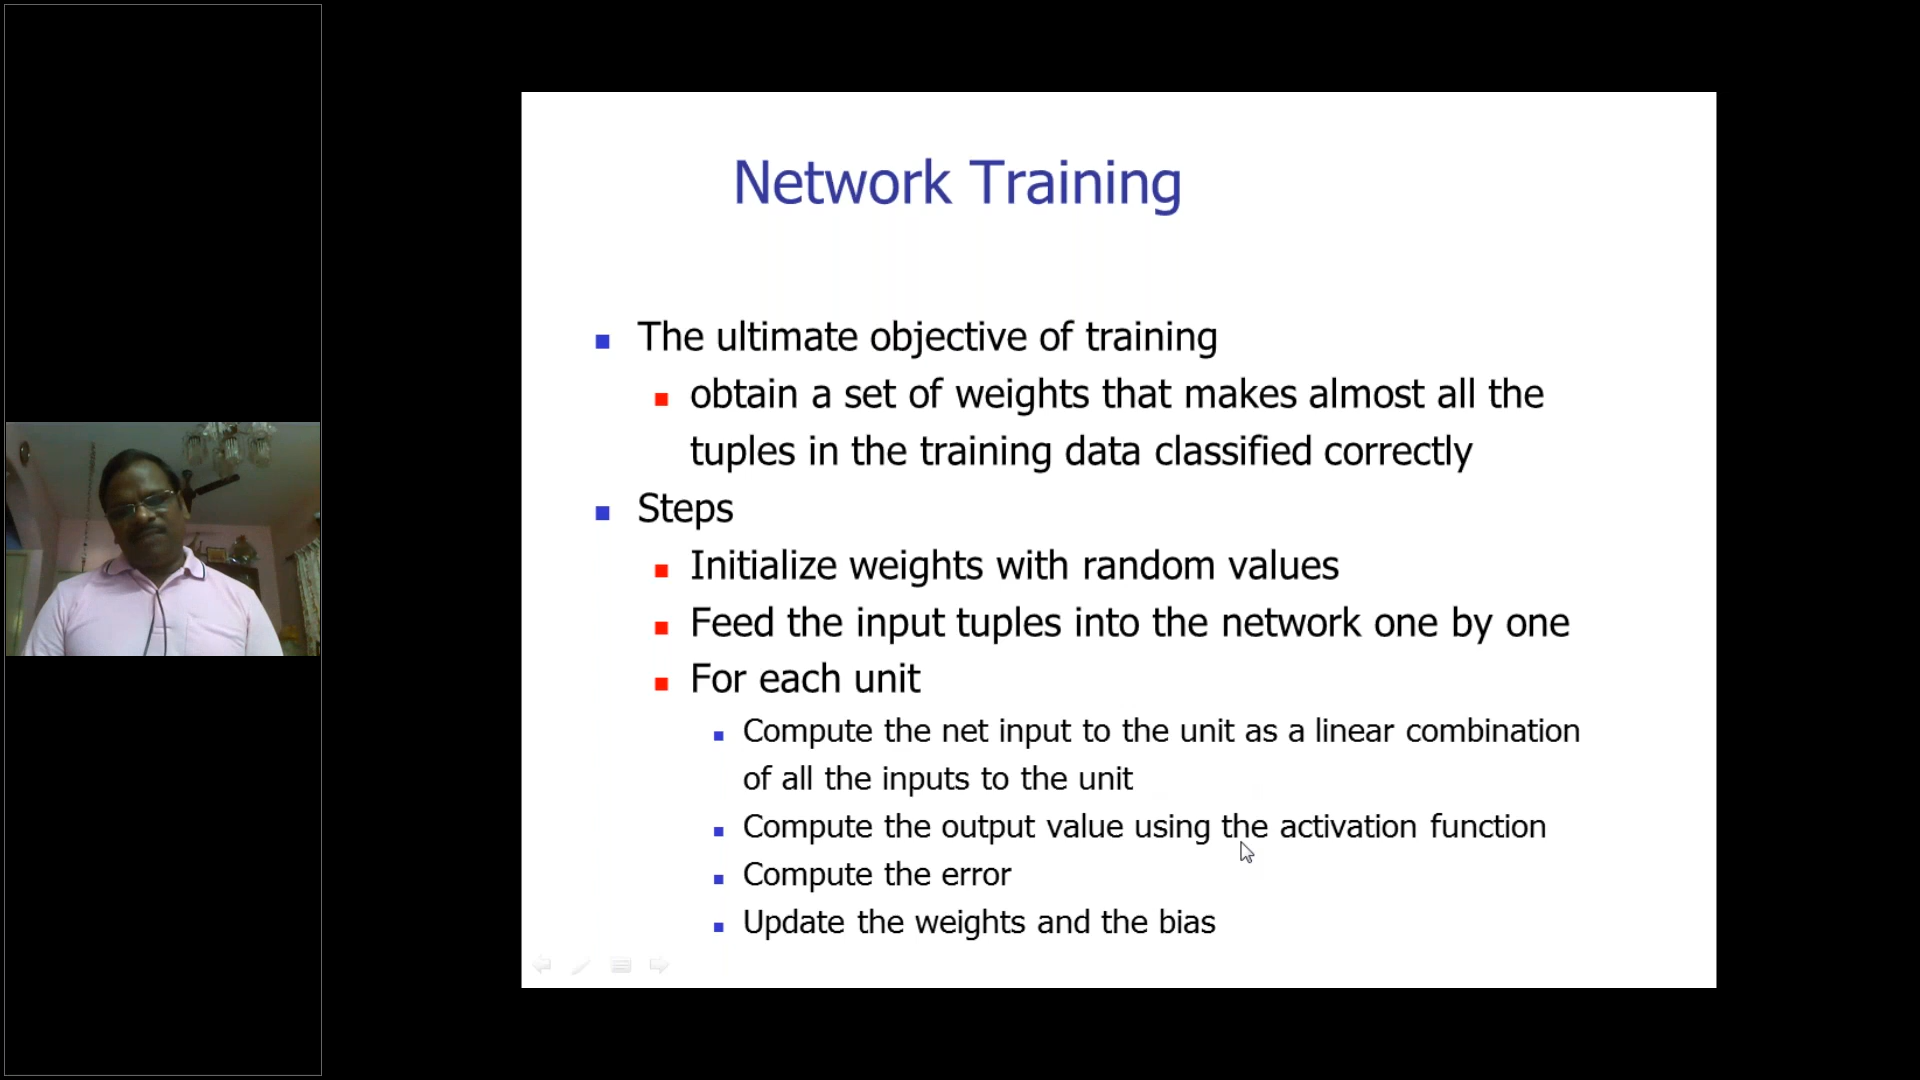 Network Training
The ultimate objective of training
obtain a set of weights that makes almost all the
tuples in the training data classified correctly
Steps
Initialize weights with random values
Feed the input tuples into the network one by one
For each unit
Compute the net input to the unit as a linear combination
of all the inputs to the unit
Compute the output value using the activation function
Compute the error
Update the weights and the bias